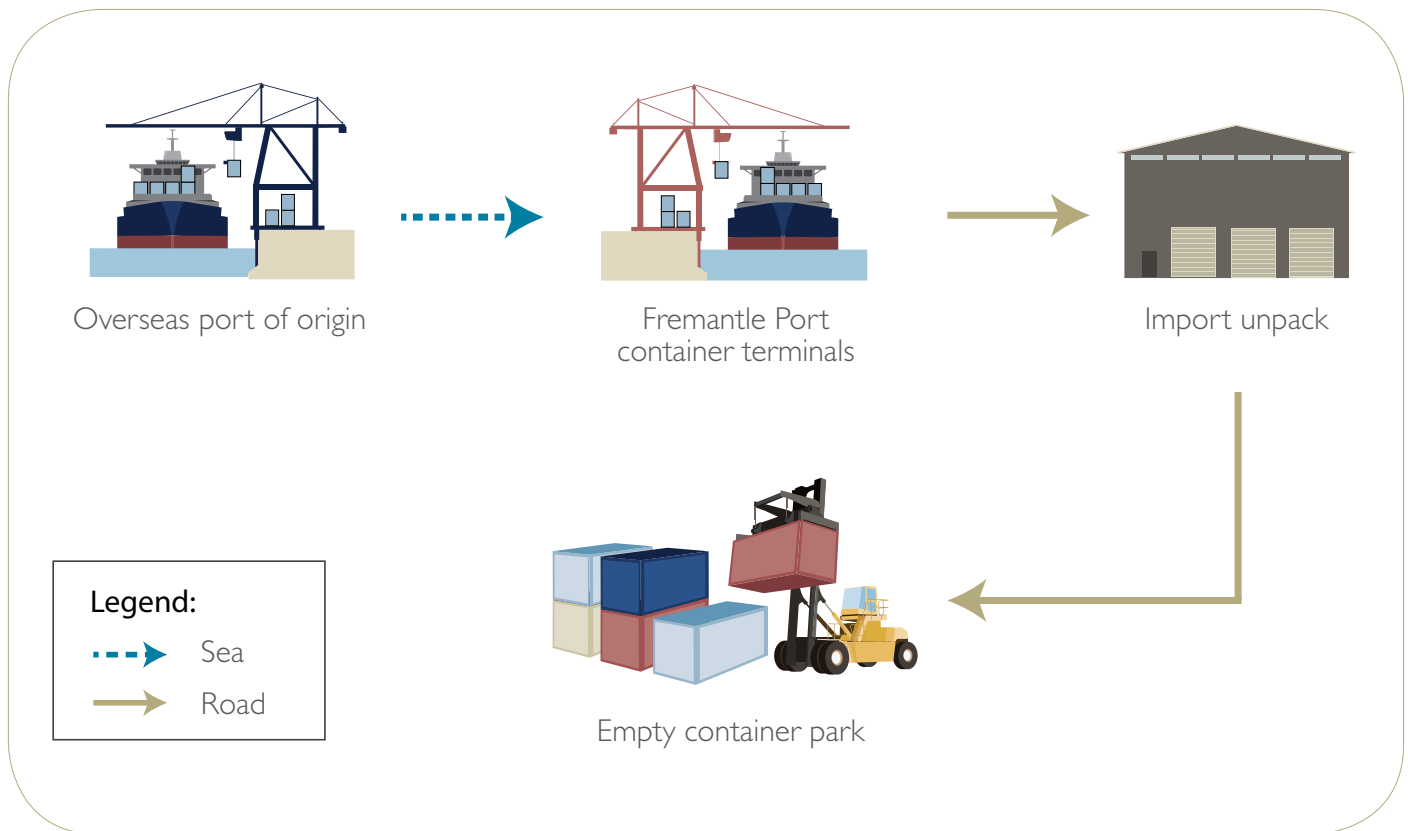 Overseas port of origin
Fremantle Port
container terminals
Import unpack
Legend:
Sea
Road
Empty container park